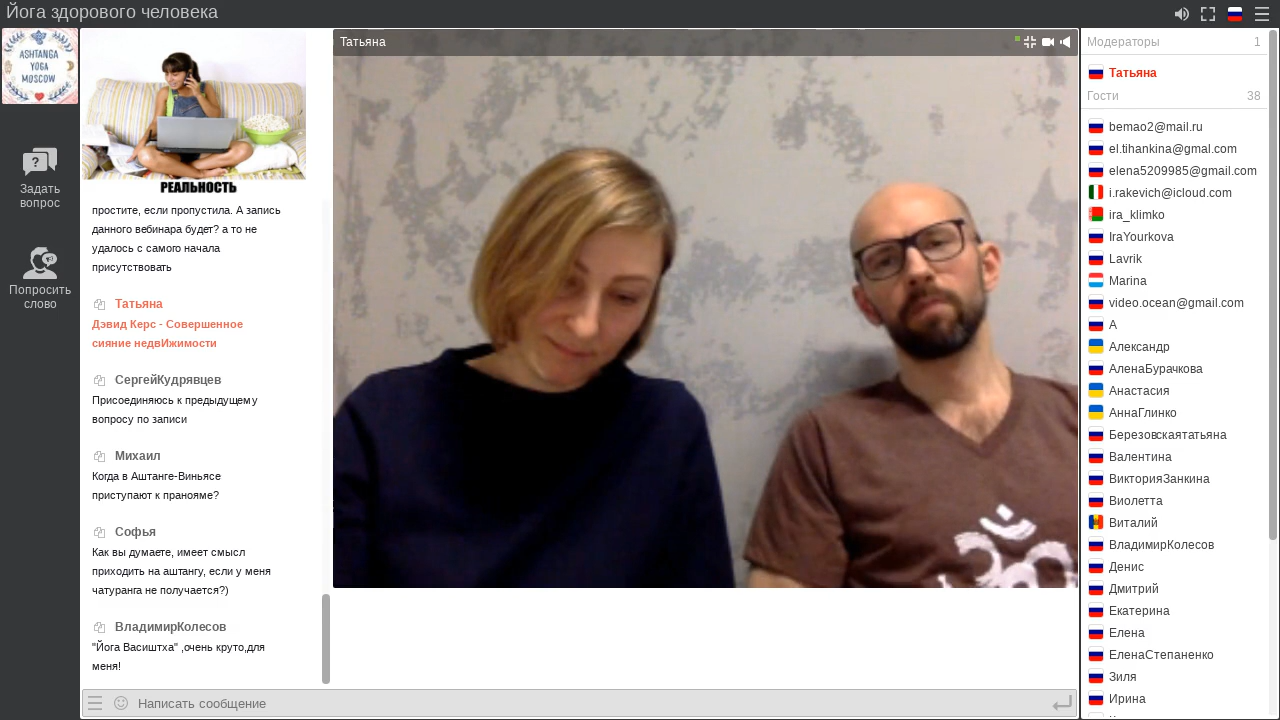 Йога здорового человека
ASHTANGA
YOGA
MOSCOW
Задать
вопрос
Попросить
слово
РЕАЛЬНОСТЬ
простите, если пропустила. А запись
данного вебинара будет? а то не
удалось с самого начала
присутствовать
Татьяна
Дэвид Керс - Совершенное
сияние недвИжимости
СергейКудрявцев
Присоединяюсь к предыдущему
вопросу по записи
Михаил
Когда в Аштанге-Виньясе
приступают к пранояме?
Софья
Как вы думаете, имеет смысл
приходить на аштангу, если у меня
чатуранга не получается?)
ВладимирКолесов
"Йога Васиштха" ,очень круто,для
меня!
Написать сообщение
Татьяна
Модераторы 1
Татьяна
Гости 38
bemao2@mail.ru
el.tihankina@gmal.com
elena5209985@gmail.com
i.rakevich@icloud.com
ira_klimko
IraYourkova
Lavrik
Marina
video.ocean@gmail.com
А
Александр
АленаБурачкова
Анастасия
АннаГлинко
Березовскаятатьяна
Валентина
ВикторияЗанкина
виолетта
Виталий
ВладимирКолесов
Денис
Дмитрий
Екатерина
Елена
ЕленаСтепаненко
Зиля
Ирина